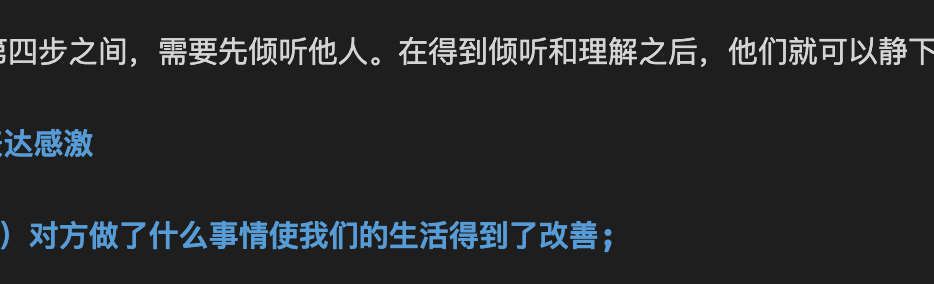 第四步之间，需要先倾听他人。在得到倾听和理解之后，他们就可以静下
达感激
）对方做了什么事情使我们的生活得到了改善；